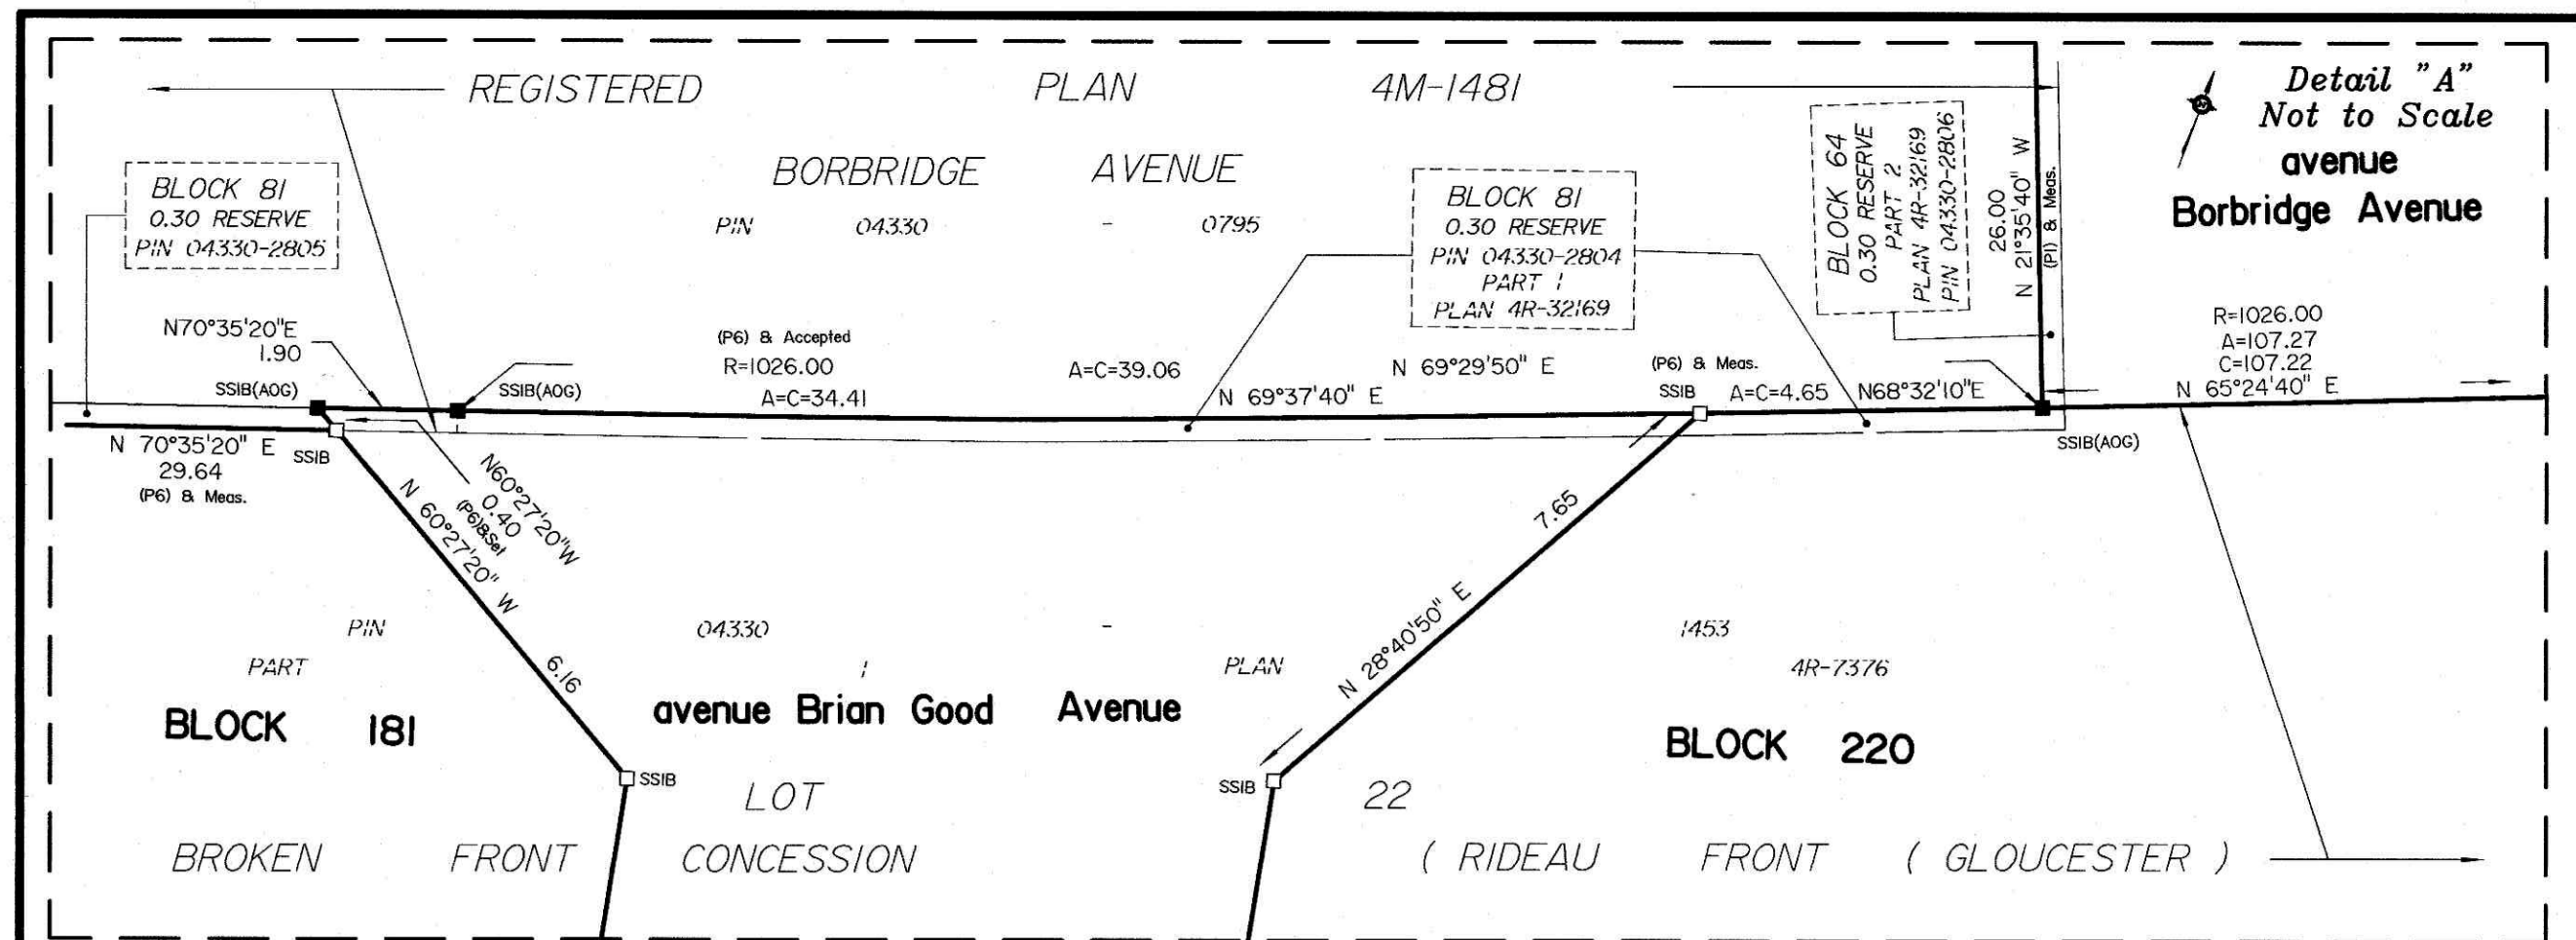 REGISTERED PLAN 4M-1481
Detail "A"
Not to Scale
avenue
Borbridge Avenue
BORBRIDGE AVENUE
PIN 04330 - 0795
BLOCK 81
0.30 RESERVE
PIN 04330-2805
BLOCK 81
0.30 RESERVE
PIN 04330-2804
PART 1
PLAN 4R-32169
BLOCK 64
0.30 RESERVE
PART 2
PLAN 4R-32169
PIN 04330-2806
26.00
N 21°35'40" W
(P1) & Meas.
N70°35'20"E
1.90
SSIB(AOG)
SSIB(AOG)
(P6) & Accepted
R=1026.00
A=C=34.41
A=C=39.06
N 69°37'40" E
N 69°29'50" E
(P6) & Meas.
SSIB
A=C=4.65
N68°32'10"E
R=1026.00
A=107.27
C=107.22
N 65°24'40" E
SSIB(AOG)
N 70°35'20" E
29.64
(P6) & Meas.
SSIB
N60°27'20"W
0.40
(P6)&Set
N 60°27'20" W
6.16
7.65
N 28°40'50" E
PIN 04330 - 1453
PART 1 PLAN 4R-7376
BLOCK 181
avenue Brian Good Avenue
BLOCK 220
SSIB
SSIB
LOT 22
BROKEN FRONT CONCESSION ( RIDEAU FRONT ( GLOUCESTER )